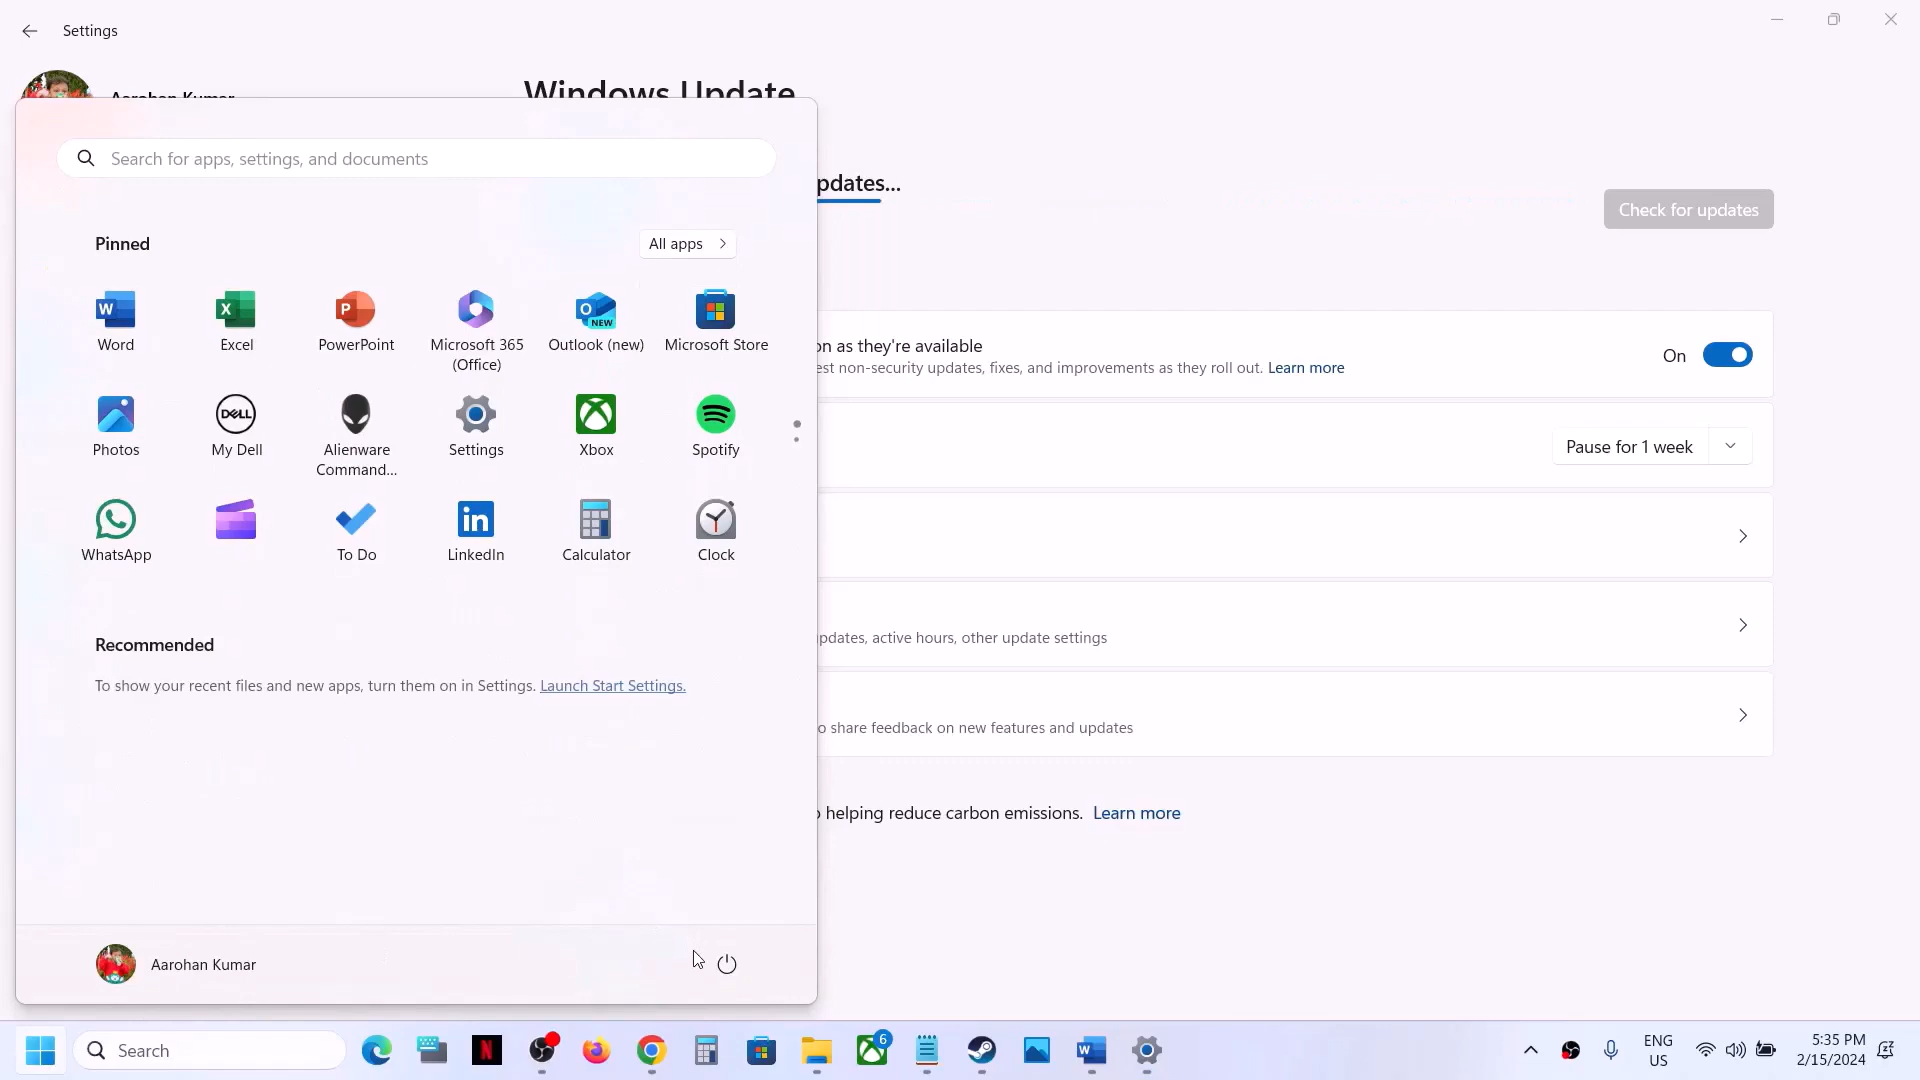 Settings
Windows Update
Search for apps, settings, and documents
pdates...
Check for updates
Pinned
All apps
Word
Excel
PowerPoint
Microsoft 365
(Office)
Outlook (new)
Microsoft Store
on as they're available
est non-security updates, fixes, and improvements as they roll out. Learn more
On
Photos
My Dell
Alienware
Command...
Settings
Xbox
Spotify
Pause for 1 week
WhatsApp
To Do
LinkedIn
Calculator
Clock
Recommended
To show your recent files and new apps, turn them on in Settings. Launch Start Settings.
pdates, active hours, other update settings
o share feedback on new features and updates
helping reduce carbon emissions. Learn more
Aarohan Kumar
Search
6
ENG
US
5:35 PM
2/15/2024